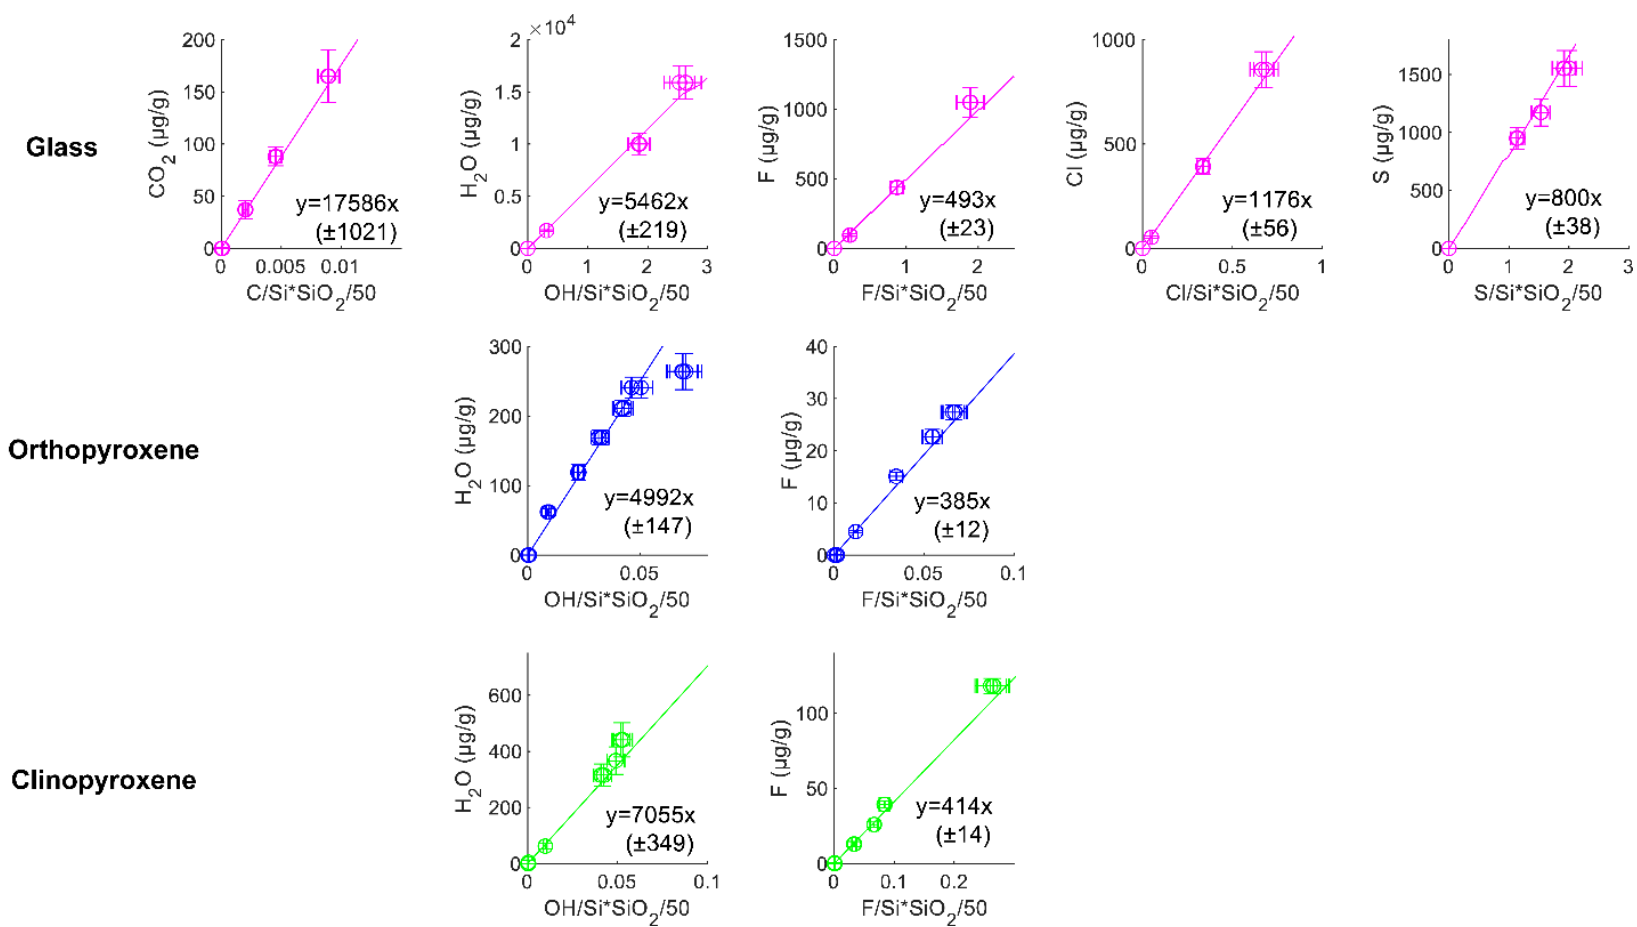 Glass
CO2 (µg/g)
200
150
100
50
0
0 0.005 0.01
y=17586x
(±1021)
C/Si*SiO2/50
×10^4
H2O (µg/g)
2
1.5
1
0.5
0
0 1 2 3
y=5462x
(±219)
OH/Si*SiO2/50
F (µg/g)
1500
1000
500
0
0 1 2
y=493x
(±23)
F/Si*SiO2/50
Cl (µg/g)
1000
500
0
0 0.5 1
y=1176x
(±56)
Cl/Si*SiO2/50
S (µg/g)
1500
1000
500
0
0 1 2 3
y=800x
(±38)
S/Si*SiO2/50
Orthopyroxene
H2O (µg/g)
300
200
100
0
0 0.05
y=4992x
(±147)
OH/Si*SiO2/50
F (µg/g)
40
30
20
10
0
0 0.05 0.1
y=385x
(±12)
F/Si*SiO2/50
Clinopyroxene
H2O (µg/g)
600
400
200
0
0 0.05 0.1
y=7055x
(±349)
OH/Si*SiO2/50
F (µg/g)
100
50
0
0 0.1 0.2
y=414x
(±14)
F/Si*SiO2/50